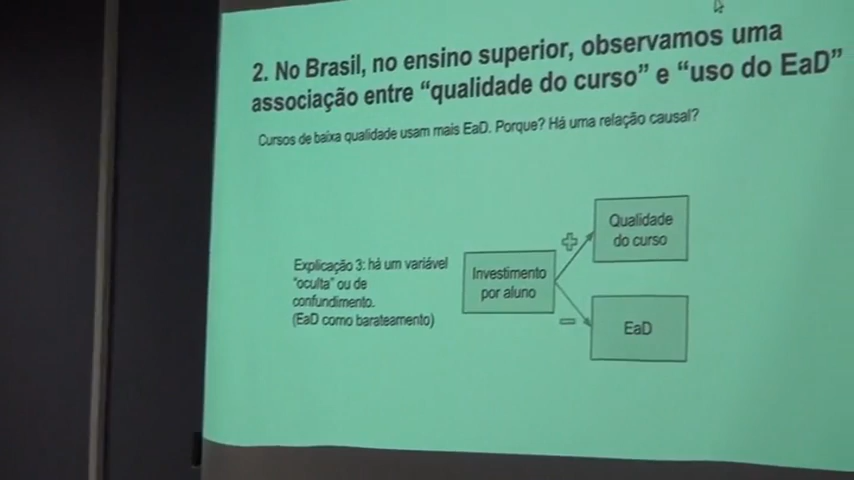 2. No Brasil, no ensino superior, observamos uma
associação entre “qualidade do curso” e “uso do EaD”
Cursos de baixa qualidade usam mais EaD. Porque? Há uma relação causal?
Explicação 3: há um variável
“oculta” ou de
confundimento.
(EaD como barateamento)
Investimento
por aluno
Qualidade
do curso
EaD